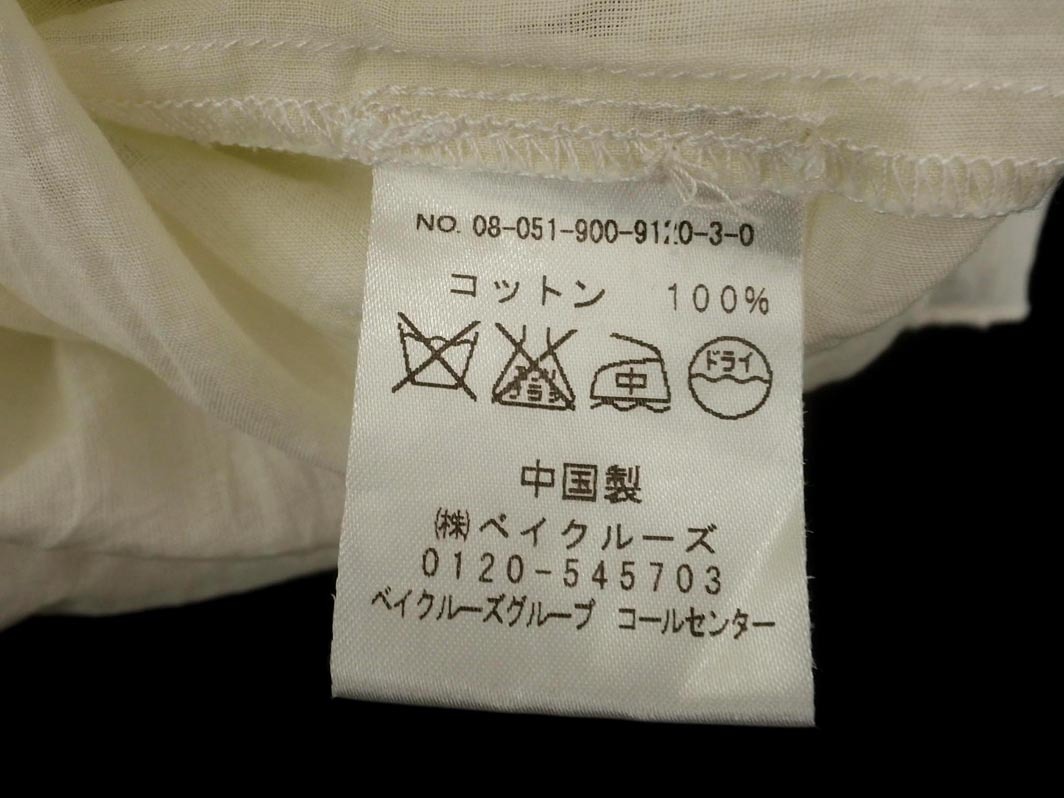 NO. 08-051-900-9120-3-0
コットン 100%
中 ドライ
中国製
㈱ベイクルーズ
0120-545703
ベイクルーズグループ コールセンター